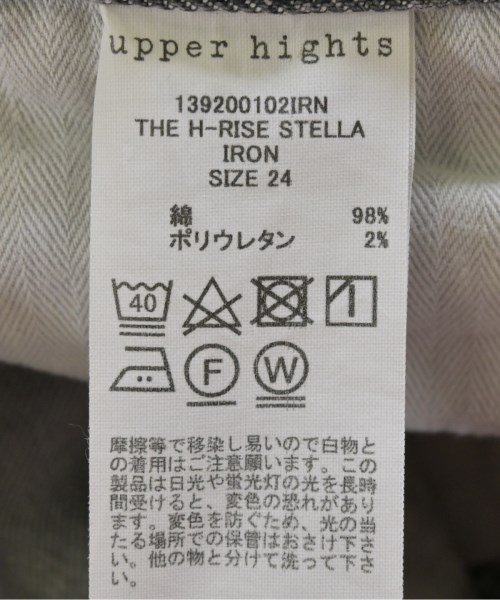 upper hights
139200102IRN
THE H-RISE STELLA
IRON
SIZE 24
綿 98%
ポリウレタン 2%
40
F W
摩擦等で移染し易いので白物と
の着用はご注意願います。この
製品は日光や蛍光灯の光を長時
間受けると、変色の恐れがあり
ます。変色を防ぐため、光の当
たる場所での保管はおさけ下さ
い。他の物と分けて洗って下さ
い。